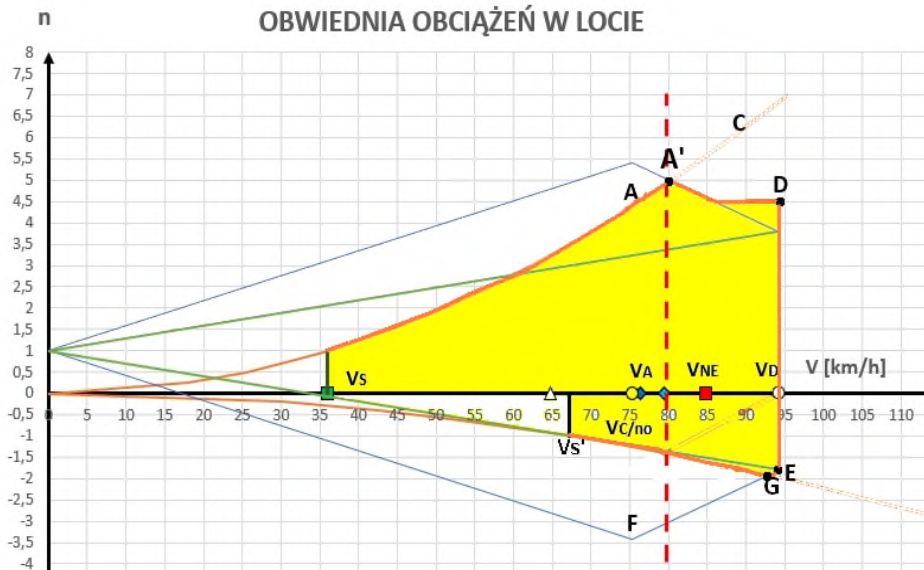 n
OBWIEDNIA OBCIĄŻEŃ W LOCIE
8
7,5
7
6,5
6
5,5
5
4,5
4
3,5
3
2,5
2
1,5
1
0,5
0
-0,5
-1
-1,5
-2
-2,5
-3
-3,5
-4
C
A'
A
D
VS
VA
VNE
VD
V [km/h]
0 5 10 15 20 25 30 35 40 45 50 55 60 65 70 75 80 85 90 95 100 105 110
VC/no
VS'
E
G
F